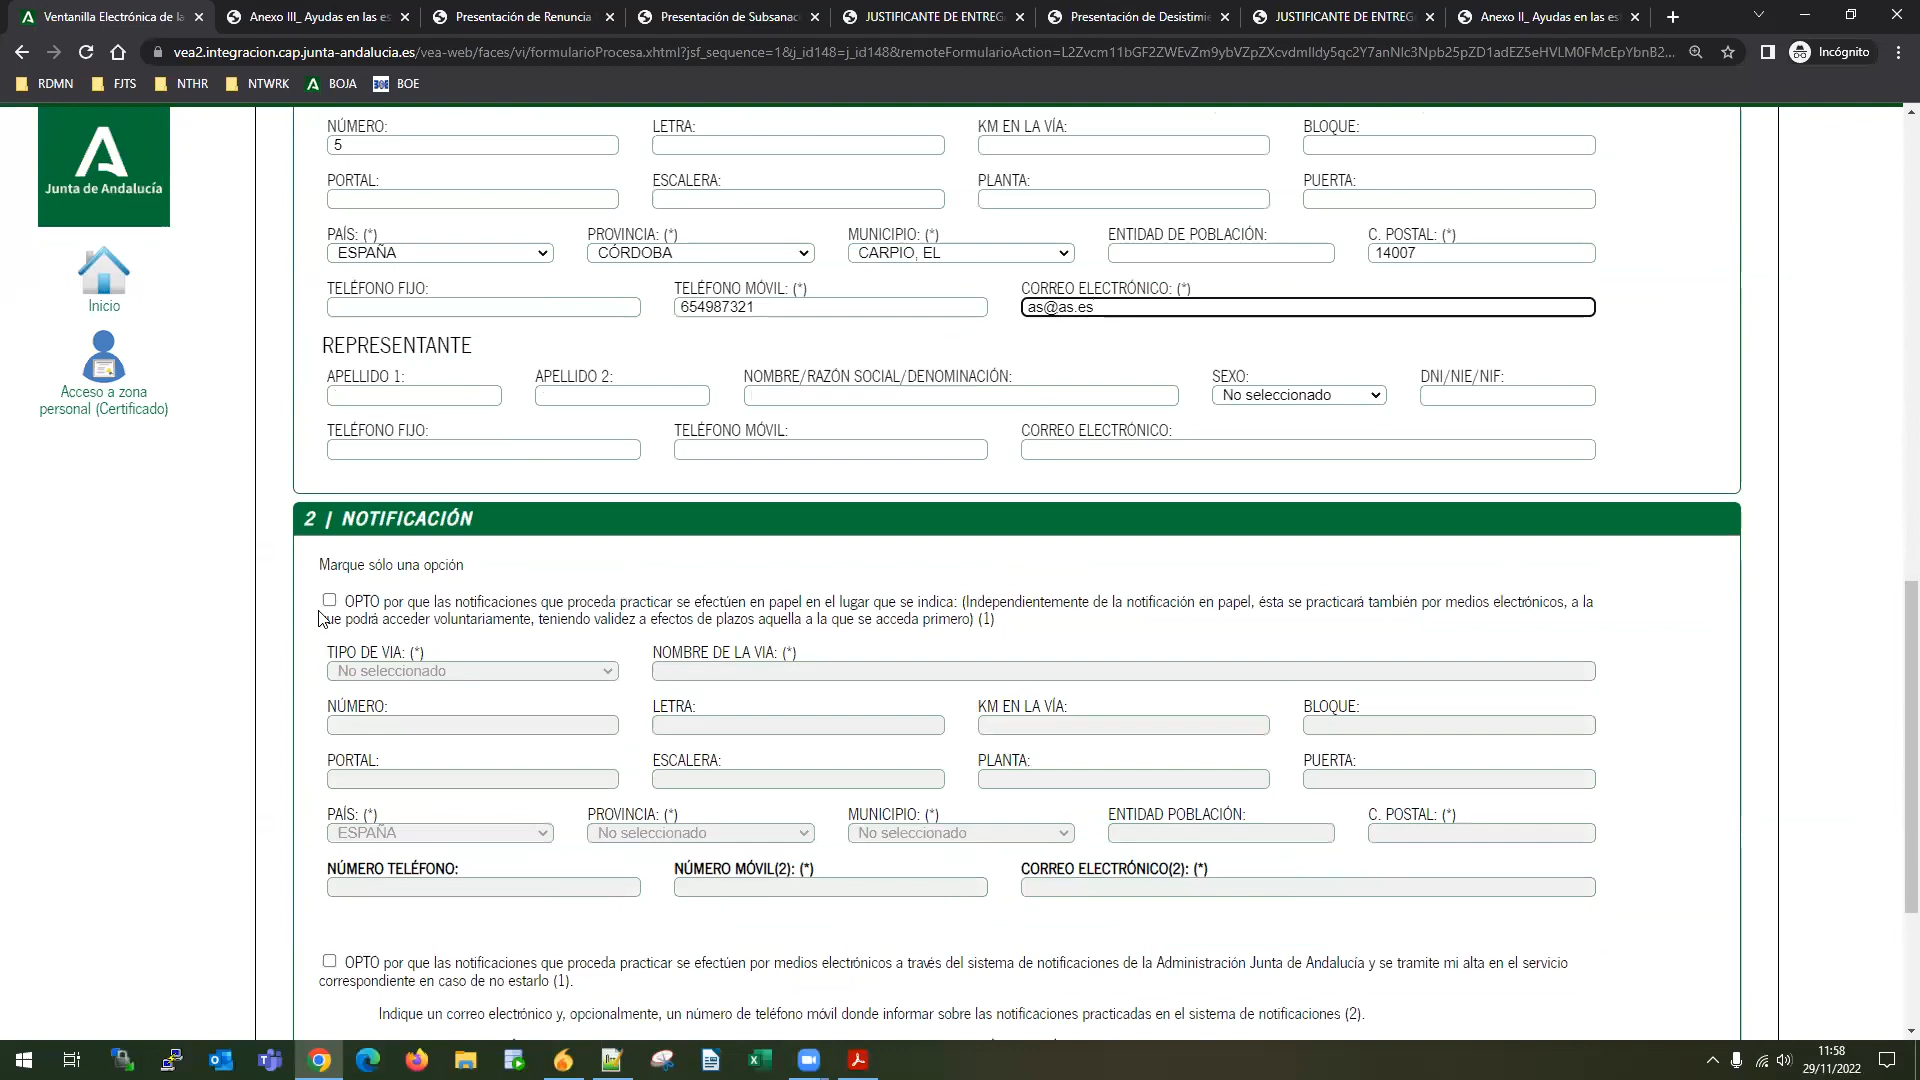 Ventanilla Electrónica de la
Anexo III_ Ayudas en las es
Presentación de Renuncia
Presentación de Subsanac
JUSTIFICANTE DE ENTREG
Presentación de Desistimie
JUSTIFICANTE DE ENTREG
Anexo II_ Ayudas en las es
vea2.integracion.cap.junta-andalucia.es/vea-web/faces/vi/formularioProcesa.xhtml?jsf_sequence=1&j_id148=j_id148&remoteFormularioAction=
Incógnito
RDMN FJTS NTHR NTWRK BOJA BOE
Junta de Andalucía
Inicio
Acceso a zona
personal (Certificado)
NÚMERO: LETRA: KM EN LA VÍA: BLOQUE:
5
PORTAL: ESCALERA: PLANTA: PUERTA:
PAÍS: (*) PROVINCIA: (*) MUNICIPIO: (*) ENTIDAD DE POBLACIÓN: C. POSTAL: (*)
ESPAÑA CÓRDOBA CARPIO, EL 14007
TELÉFONO FIJO: TELÉFONO MÓVIL: (*) CORREO ELECTRÓNICO: (*)
654987321 as@as.es
REPRESENTANTE
APELLIDO 1: APELLIDO 2: NOMBRE/RAZÓN SOCIAL/DENOMINACIÓN: SEXO: DNI/NIE/NIF:
No seleccionado
TELÉFONO FIJO: TELÉFONO MÓVIL: CORREO ELECTRÓNICO:
2 | NOTIFICACIÓN
Marque sólo una opción
OPTO por que las notificaciones que proceda practicar se efectúen en papel en el lugar que se indica: (Independientemente de la notificación en papel, ésta se practicará también por medios electrónicos, a la
que podrá acceder voluntariamente, teniendo validez a efectos de plazos aquella a la que se acceda primero) (1)
TIPO DE VIA: (*) NOMBRE DE LA VIA: (*)
No seleccionado
NÚMERO: LETRA: KM EN LA VÍA: BLOQUE:
PORTAL: ESCALERA: PLANTA: PUERTA:
PAÍS: (*) PROVINCIA: (*) MUNICIPIO: (*) ENTIDAD POBLACIÓN: C. POSTAL: (*)
ESPAÑA No seleccionado No seleccionado
NÚMERO TELÉFONO: NÚMERO MÓVIL(2): (*) CORREO ELECTRÓNICO(2): (*)
OPTO por que las notificaciones que proceda practicar se efectúen por medios electrónicos a través del sistema de notificaciones de la Administración Junta de Andalucía y se tramite mi alta en el servicio
correspondiente en caso de no estarlo (1).
Indique un correo electrónico y, opcionalmente, un número de teléfono móvil donde informar sobre las notificaciones practicadas en el sistema de notificaciones (2).
11:58
29/11/2022